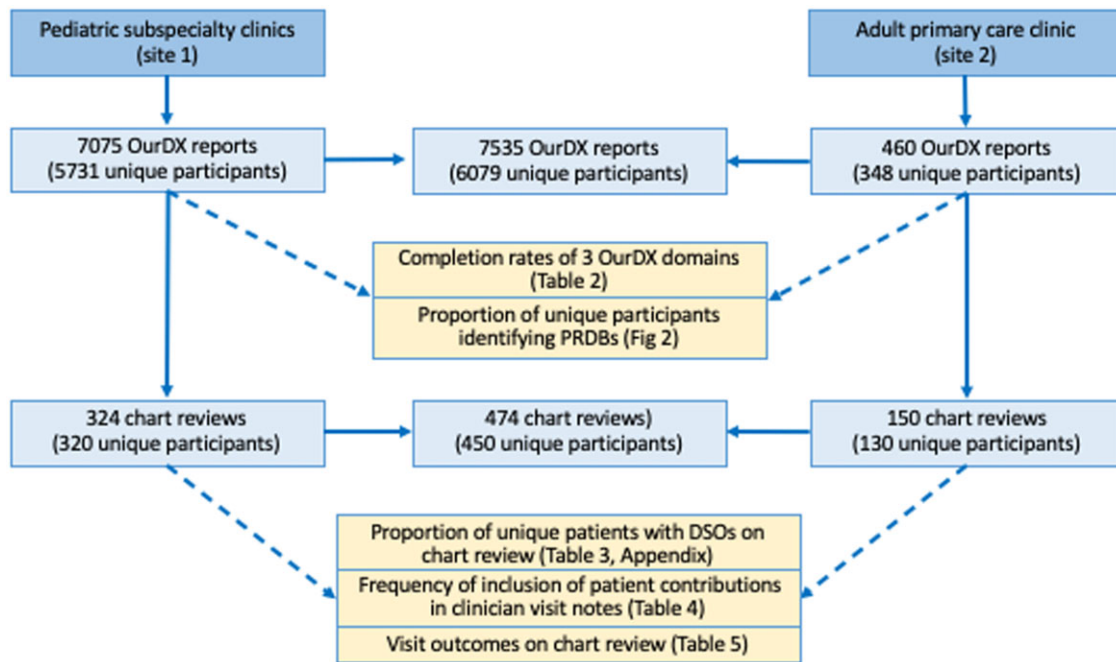 Pediatric subspecialty clinics
(site 1)
Adult primary care clinic
(site 2)
7075 OurDX reports
(5731 unique participants)
7535 OurDX reports
(6079 unique participants)
460 OurDX reports
(348 unique participants)
Completion rates of 3 OurDX domains
(Table 2)
Proportion of unique participants
identifying PRDBs (Fig 2)
324 chart reviews
(320 unique participants)
474 chart reviews)
(450 unique participants)
150 chart reviews
(130 unique participants)
Proportion of unique patients with DSOs on
chart review (Table 3, Appendix)
Frequency of inclusion of patient contributions
in clinician visit notes (Table 4)
Visit outcomes on chart review (Table 5)